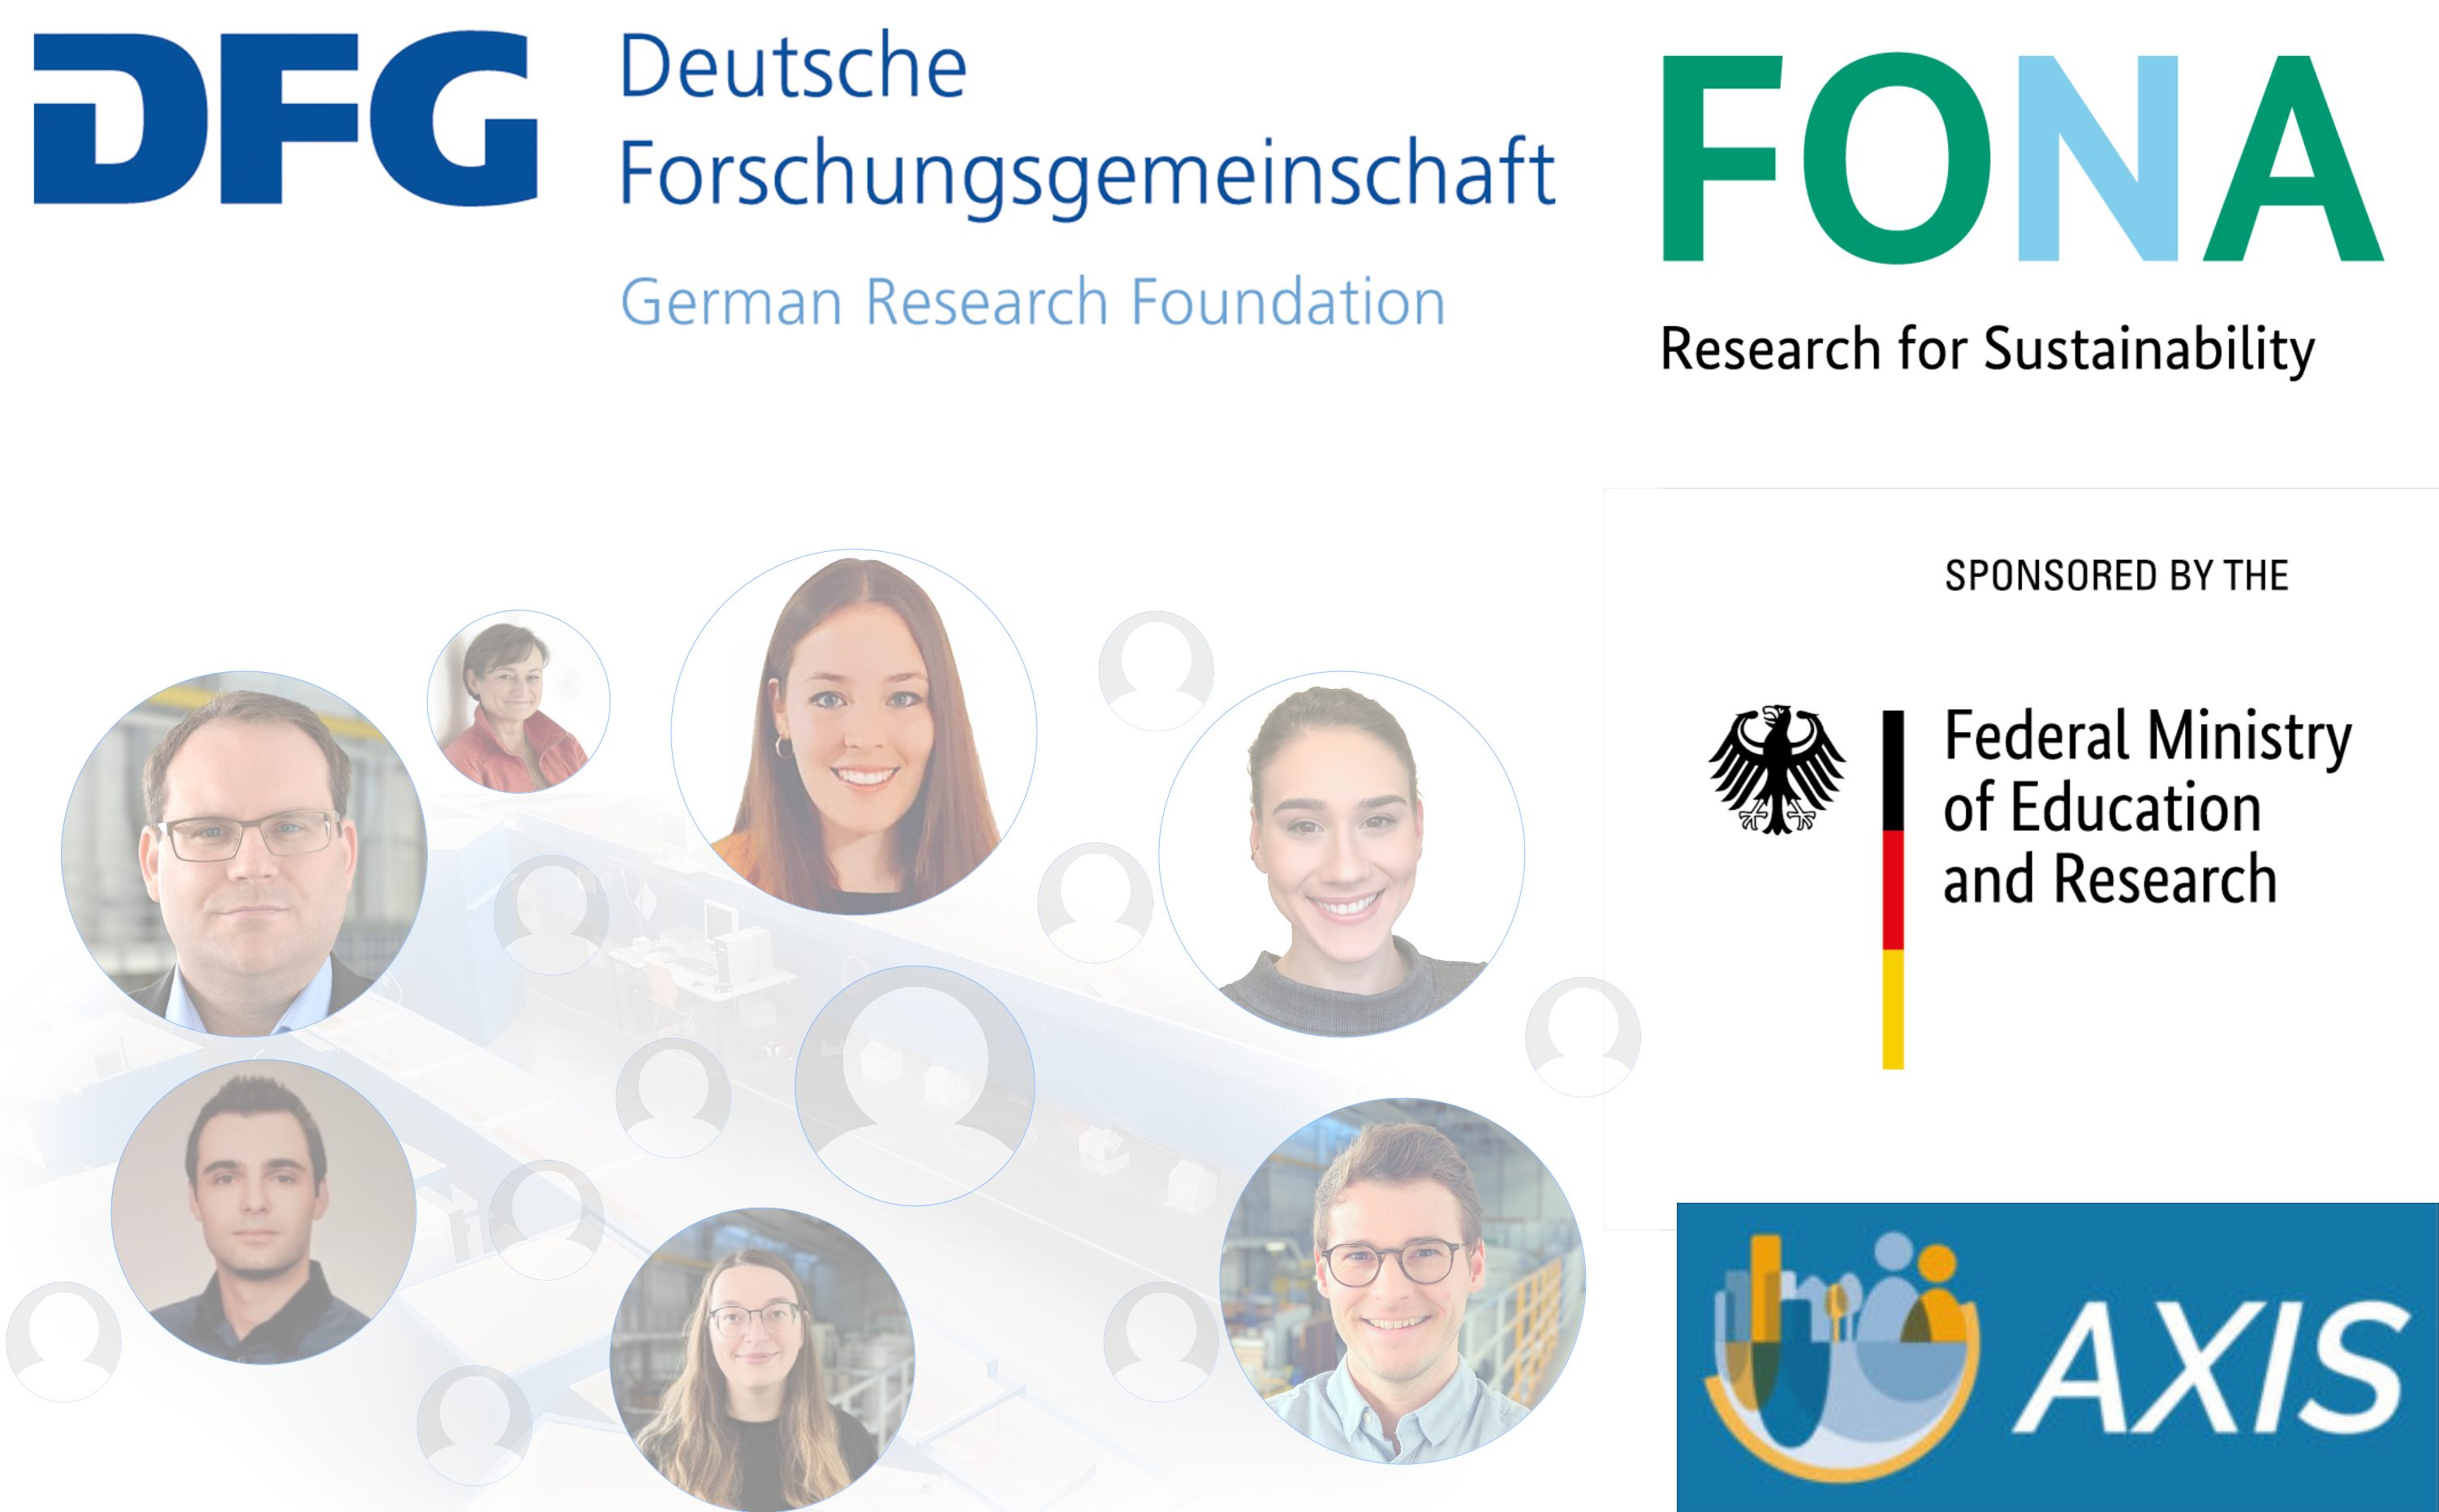 DFG
Deutsche
Forschungsgemeinschaft
German Research Foundation
FONA
Research for Sustainability
SPONSORED BY THE
Federal Ministry
of Education
and Research
AXIS